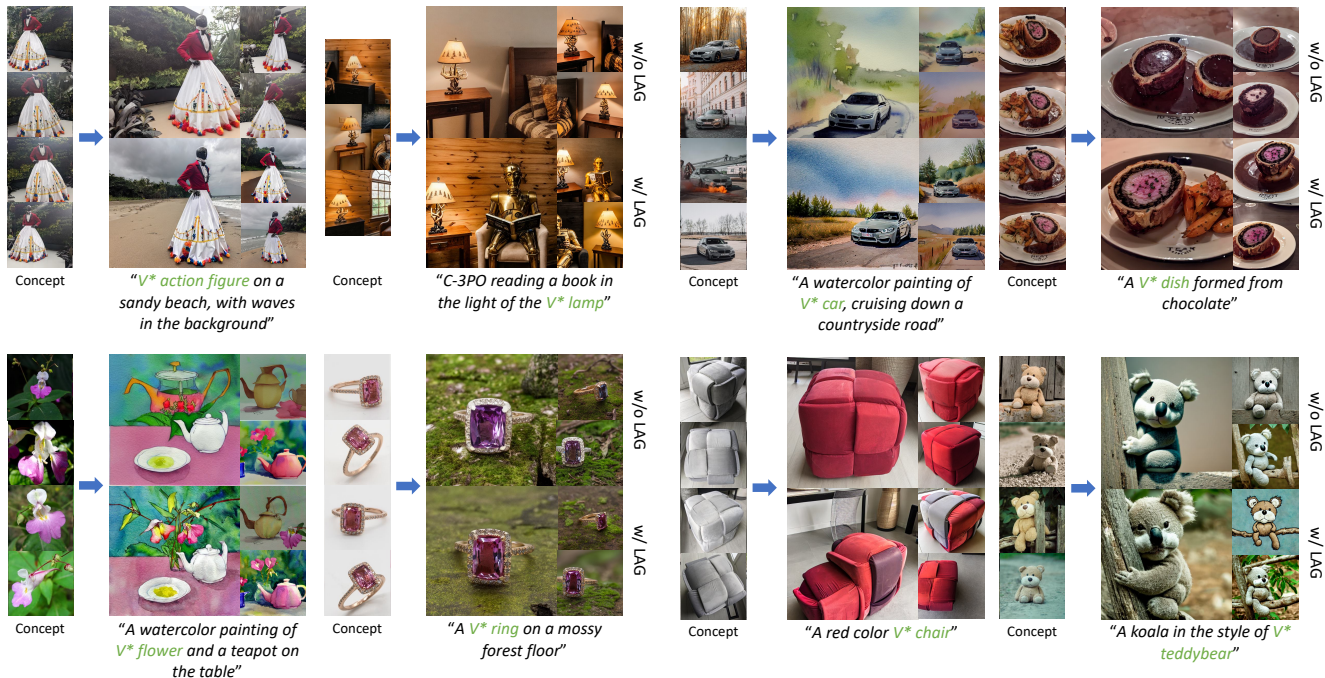 w/o LAG
w/ LAG
w/o LAG
w/ LAG
Concept
"V* action figure on a
sandy beach, with waves
in the background"
Concept
"C-3PO reading a book in
the light of the V* lamp"
Concept
"A watercolor painting of
V* car, cruising down a
countryside road"
Concept
"A V* dish formed from
chocolate"
w/o LAG
w/ LAG
w/o LAG
w/ LAG
Concept
"A watercolor painting of
V* flower and a teapot on
the table"
Concept
"A V* ring on a mossy
forest floor"
Concept
"A red color V* chair"
Concept
"A koala in the style of V*
teddybear"